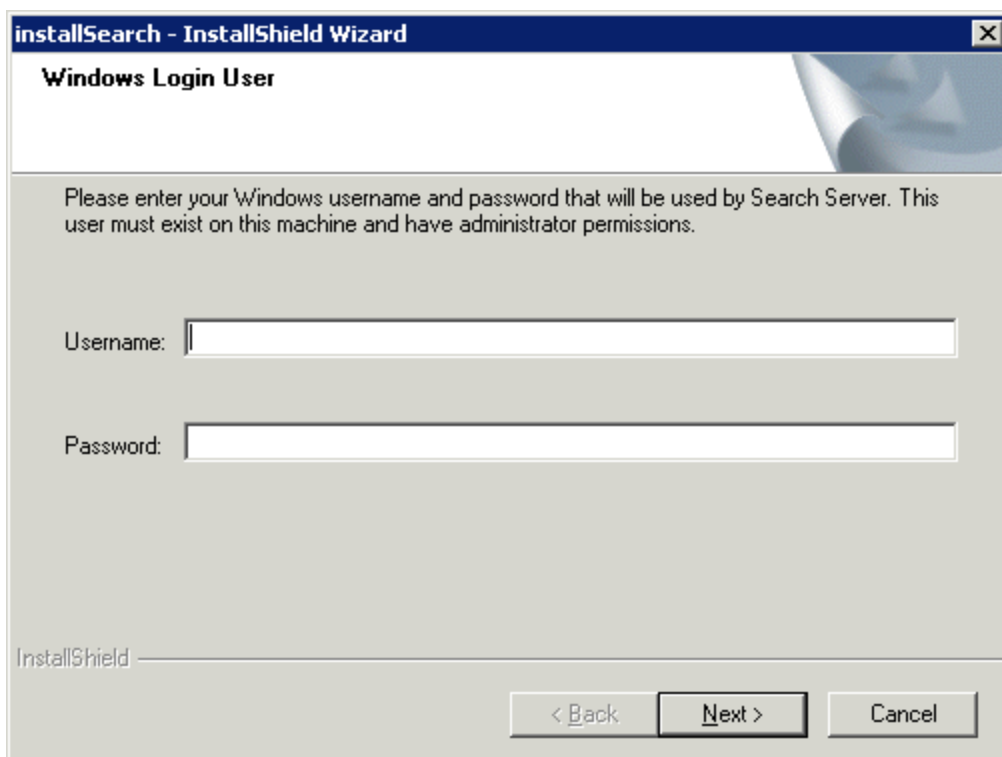 installSearch - InstallShield Wizard
Windows Login User
Please enter your Windows username and password that will be used by Search Server. This
user must exist on this machine and have administrator permissions.
Username:
Password:
InstallShield
< Back
Next >
Cancel